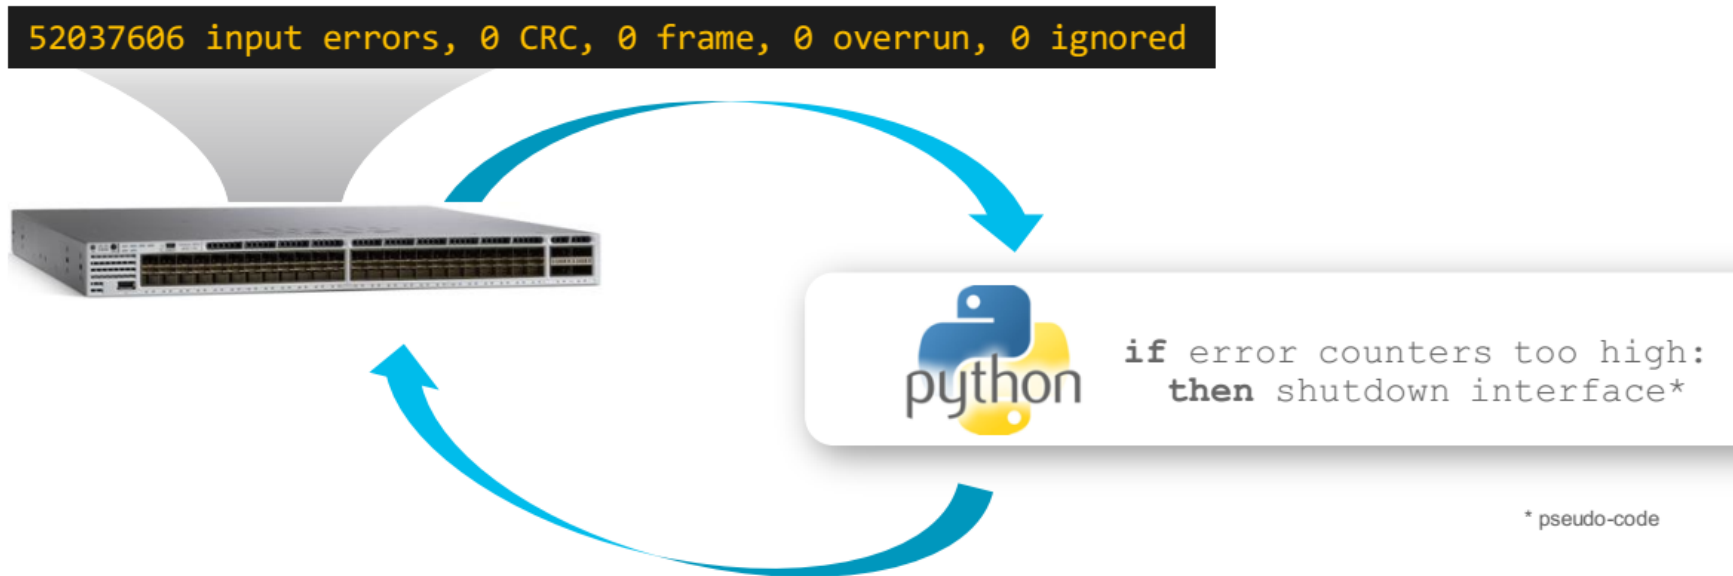 52037606 input errors, 0 CRC, 0 frame, 0 overrun, 0 ignored
python
if error counters too high:
then shutdown interface*
* pseudo-code